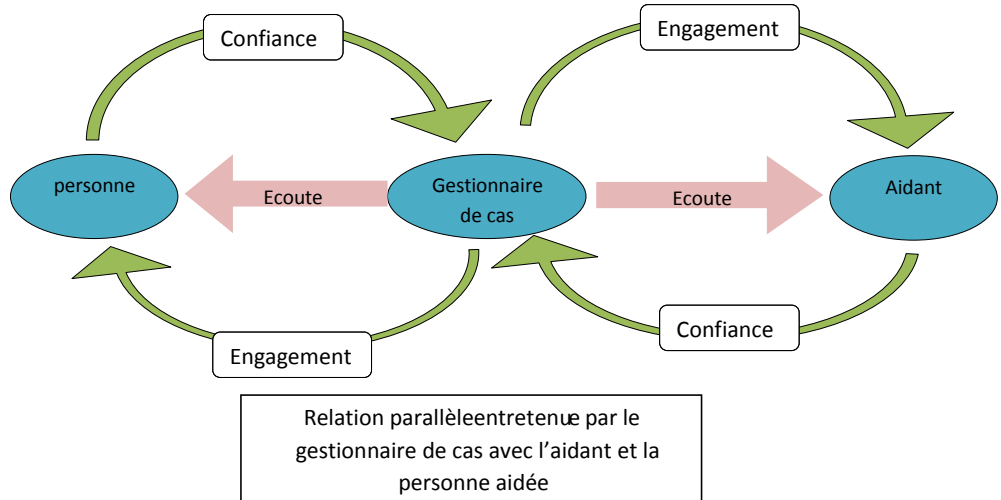 Confiance
Engagement
personne
Ecoute
Gestionnaire
de cas
Ecoute
Aidant
Engagement
Confiance
Relation parallèleentretenue par le
gestionnaire de cas avec l’aidant et la
personne aidée